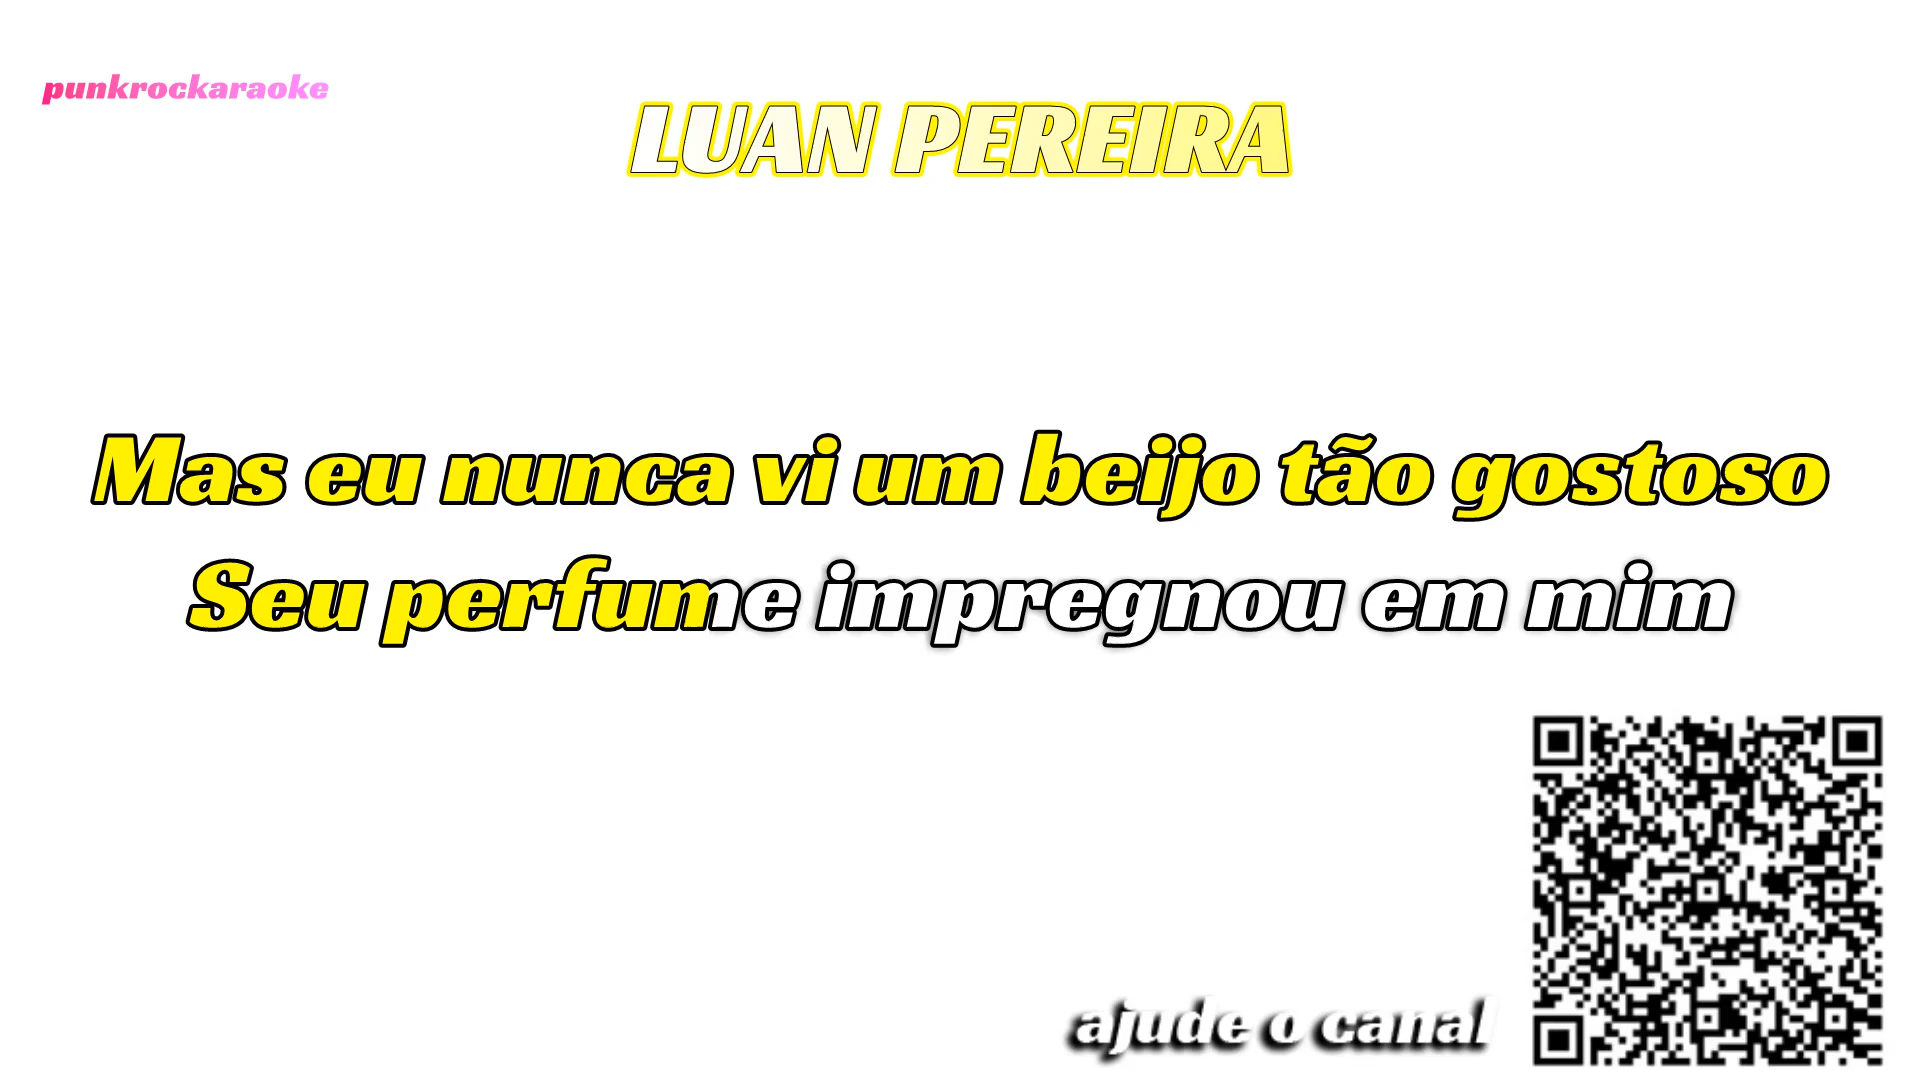 punkrockaraoke
LUAN PEREIRA
Mas eu nunca vi um beijo tão gostoso
Seu perfume impregnou em mim
ajude o canal